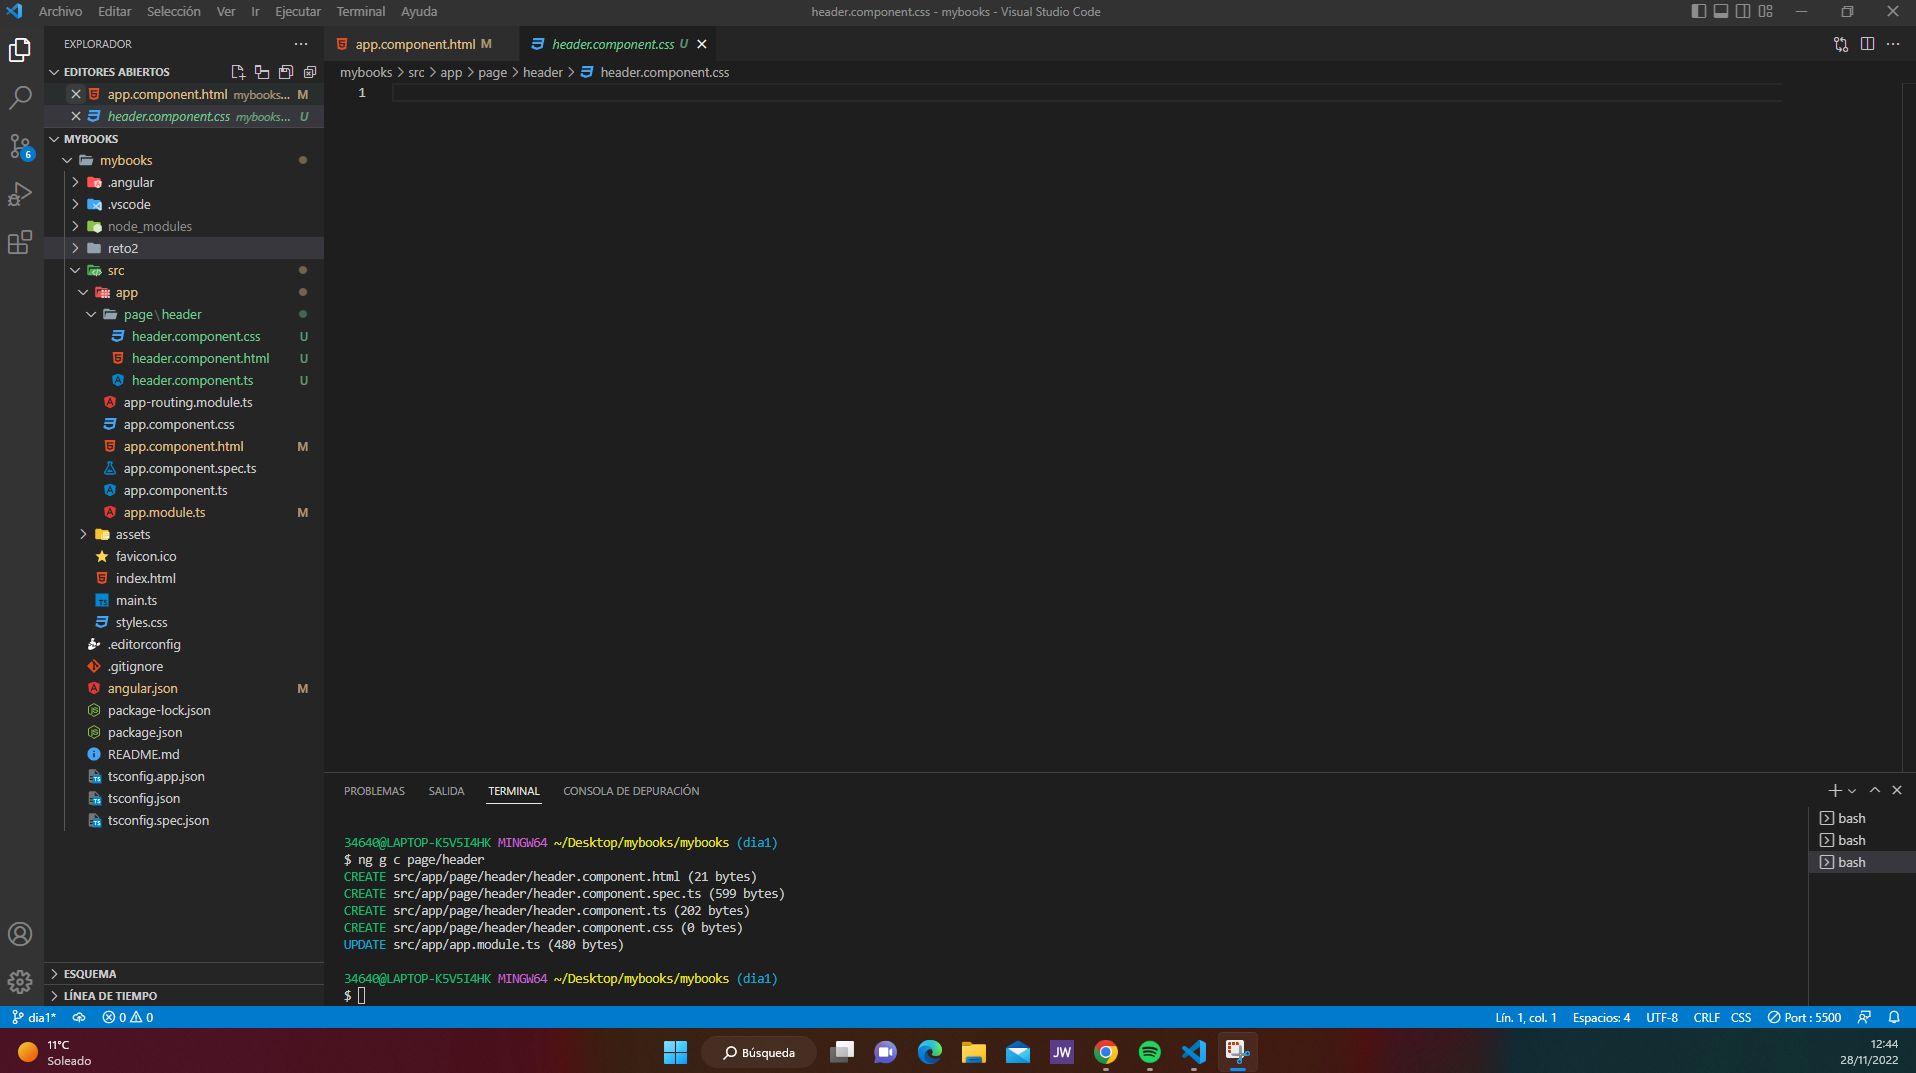 Archivo Editar Selección Ver Ir Ejecutar Terminal Ayuda
header.component.css - mybooks - Visual Studio Code
EXPLORADOR
EDITORES ABIERTOS
app.component.html mybooks... M
header.component.css mybooks... U
MYBOOKS
mybooks
.angular
.vscode
node_modules
reto2
src
app
page\header
header.component.css U
header.component.html U
header.component.ts U
app-routing.module.ts
app.component.css
app.component.html M
app.component.spec.ts
app.component.ts
app.module.ts M
assets
favicon.ico
index.html
main.ts
styles.css
.editorconfig
.gitignore
angular.json M
package-lock.json
package.json
README.md
tsconfig.app.json
tsconfig.json
tsconfig.spec.json
ESQUEMA
LÍNEA DE TIEMPO
6
app.component.html M
header.component.css U
mybooks > src > app > page > header > header.component.css
1
PROBLEMAS SALIDA TERMINAL CONSOLA DE DEPURACIÓN
34640@LAPTOP-K5V5I4HK MINGW64 ~/Desktop/mybooks/mybooks (dia1)
$ ng g c page/header
CREATE src/app/page/header/header.component.html (21 bytes)
CREATE src/app/page/header/header.component.spec.ts (599 bytes)
CREATE src/app/page/header/header.component.ts (202 bytes)
CREATE src/app/page/header/header.component.css (0 bytes)
UPDATE src/app/app.module.ts (480 bytes)
34640@LAPTOP-K5V5I4HK MINGW64 ~/Desktop/mybooks/mybooks (dia1)
$
bash
bash
bash
dia1* 0 0
Lín. 1, col. 1 Espacios: 4 UTF-8 CRLF CSS Port : 5500
11°C
Soleado
Búsqueda
JW
12:44
28/11/2022